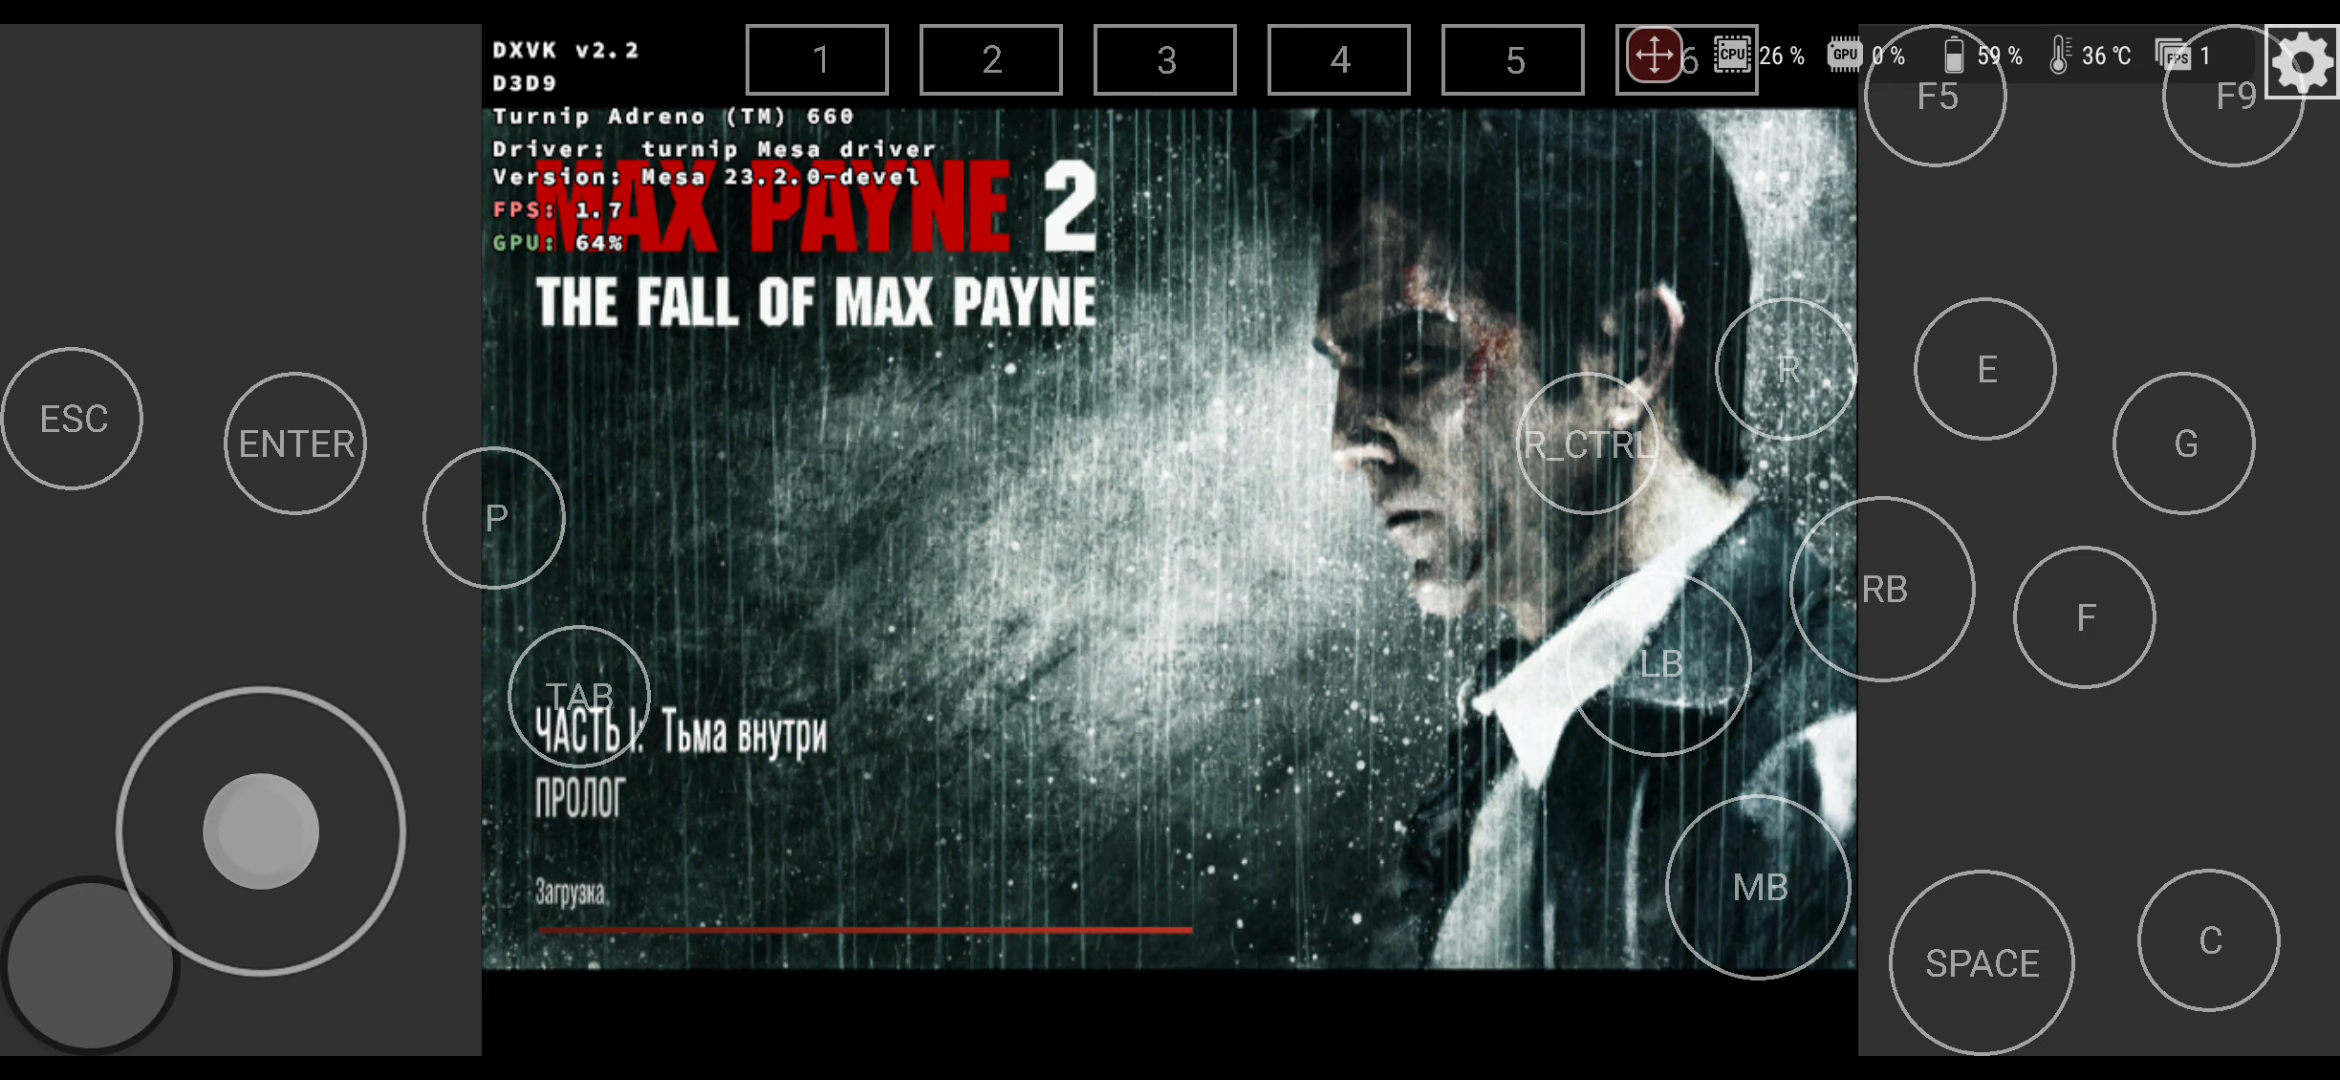 DXVK v2.2
D3D9
Turnip Adreno (TM) 660
Driver: turnip Mesa driver
Version: Mesa 23.2.0-devel
FPS: 1.7
GPU: 64%
1
2
3
4
5
6
CPU 26 %
GPU 0 %
59 %
36 °C
FPS 1
F5
F9
MAX PAYNE 2
THE FALL OF MAX PAYNE
ESC
ENTER
P
R
E
R_CTRL
G
RB
F
LB
TAB
ЧАСТЬ I: Тьма внутри
ПРОЛОГ
Загрузка
MB
SPACE
C